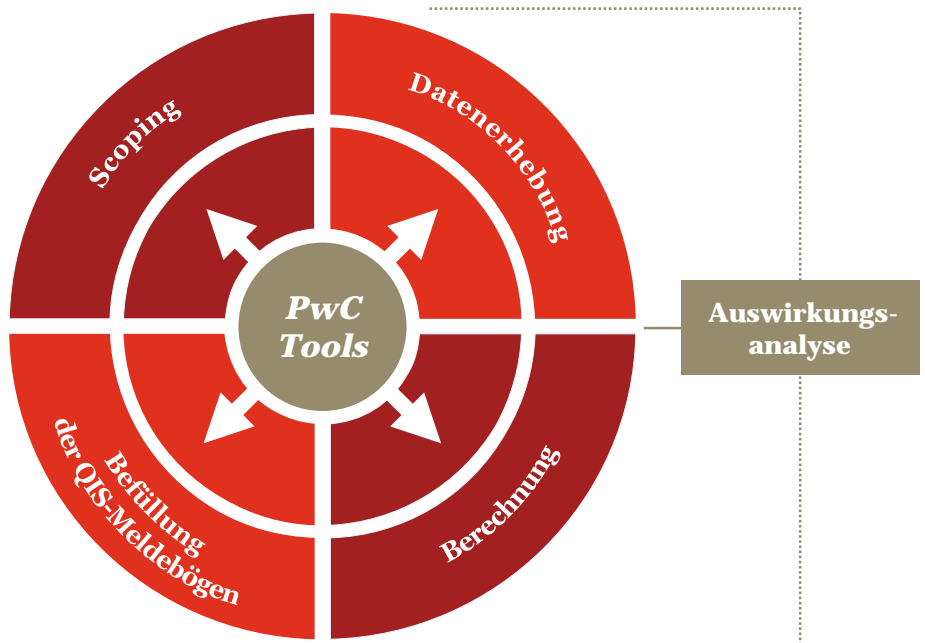 Scoping
Datenerhebung
PwC
Tools
Auswirkungs-
analyse
Befüllung
der QIS-Meldebögen
Berechnung